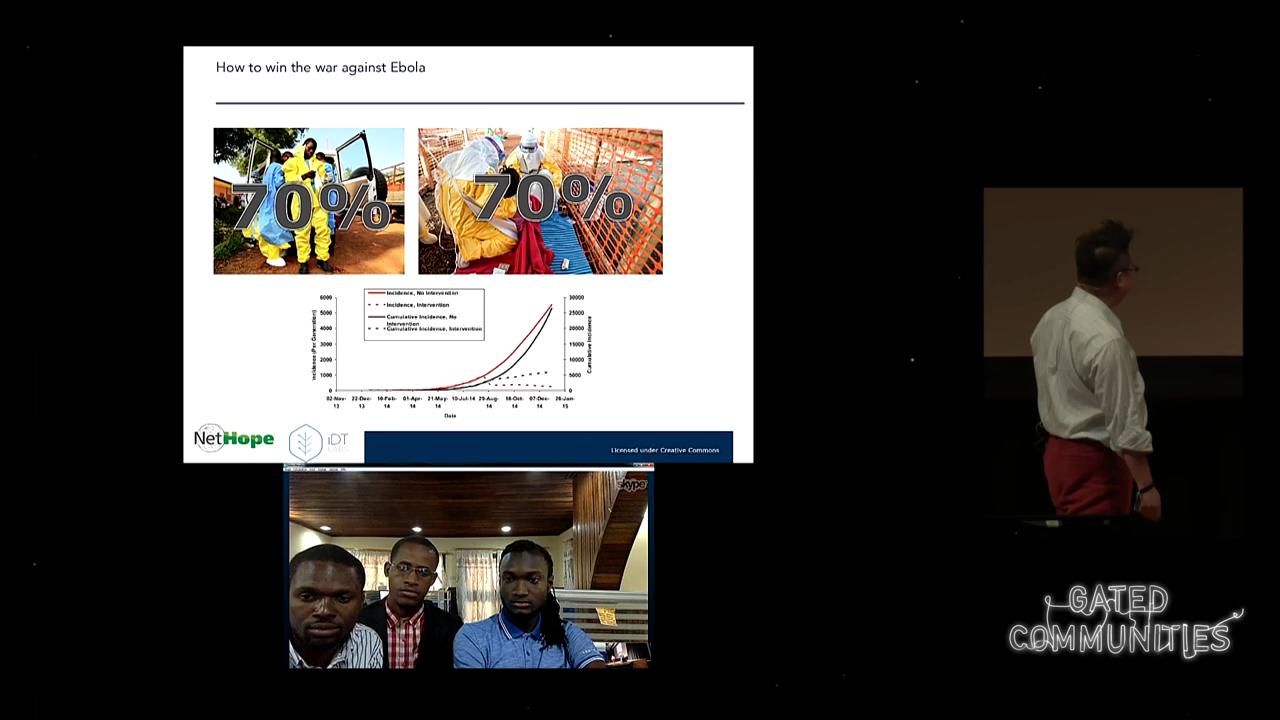 How to win the war against Ebola
70%
70%
Incidence, No Intervention
Incidence, Intervention
Cumulative Incidence, No
Intervention
Cumulative Incidence, Intervention
Incidence (Per Generation)
6000
5000
4000
3000
2000
1000
0
30000
25000
20000
15000
10000
5000
0
Cumulative Incidence
02-Nov-
13
22-Dec-
13
10-Feb-
14
01-Apr-
14
21-May-
14
10-Jul-14
29-Aug-
14
18-Oct-
14
07-Dec-
14
26-Jan-
15
Date
NetHope
iDT
LABS
Licensed under Creative Commons
skype
GATED
COMMUNITIES